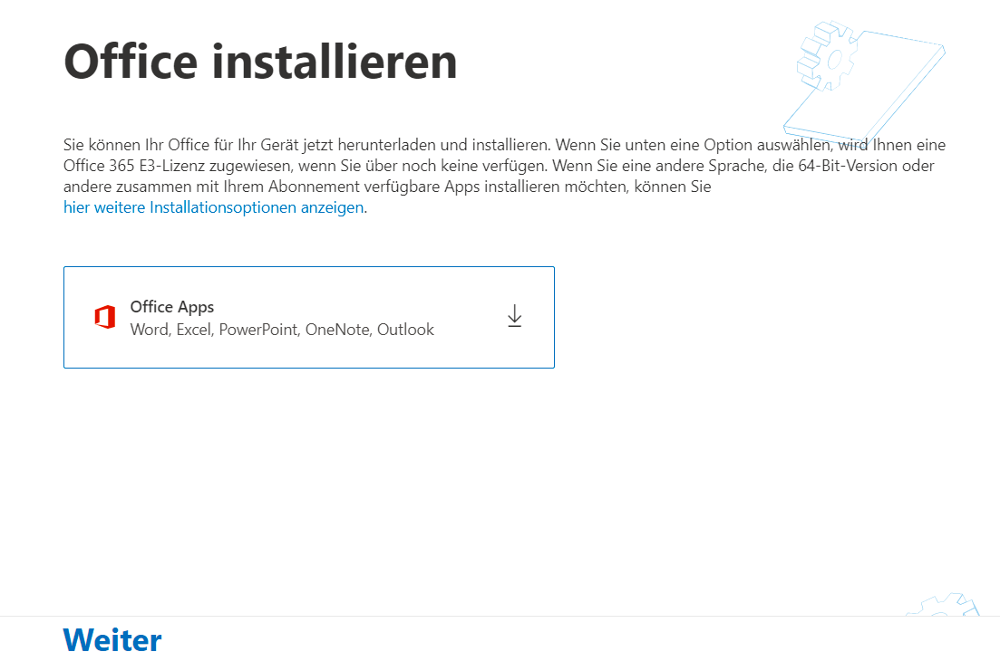 Office installieren
Sie können Ihr Office für Ihr Gerät jetzt herunterladen und installieren. Wenn Sie unten eine Option auswählen, wird Ihnen eine
Office 365 E3-Lizenz zugewiesen, wenn Sie über noch keine verfügen. Wenn Sie eine andere Sprache, die 64-Bit-Version oder
andere zusammen mit Ihrem Abonnement verfügbare Apps installieren möchten, können Sie
hier weitere Installationsoptionen anzeigen.
Office Apps
Word, Excel, PowerPoint, OneNote, Outlook
Weiter